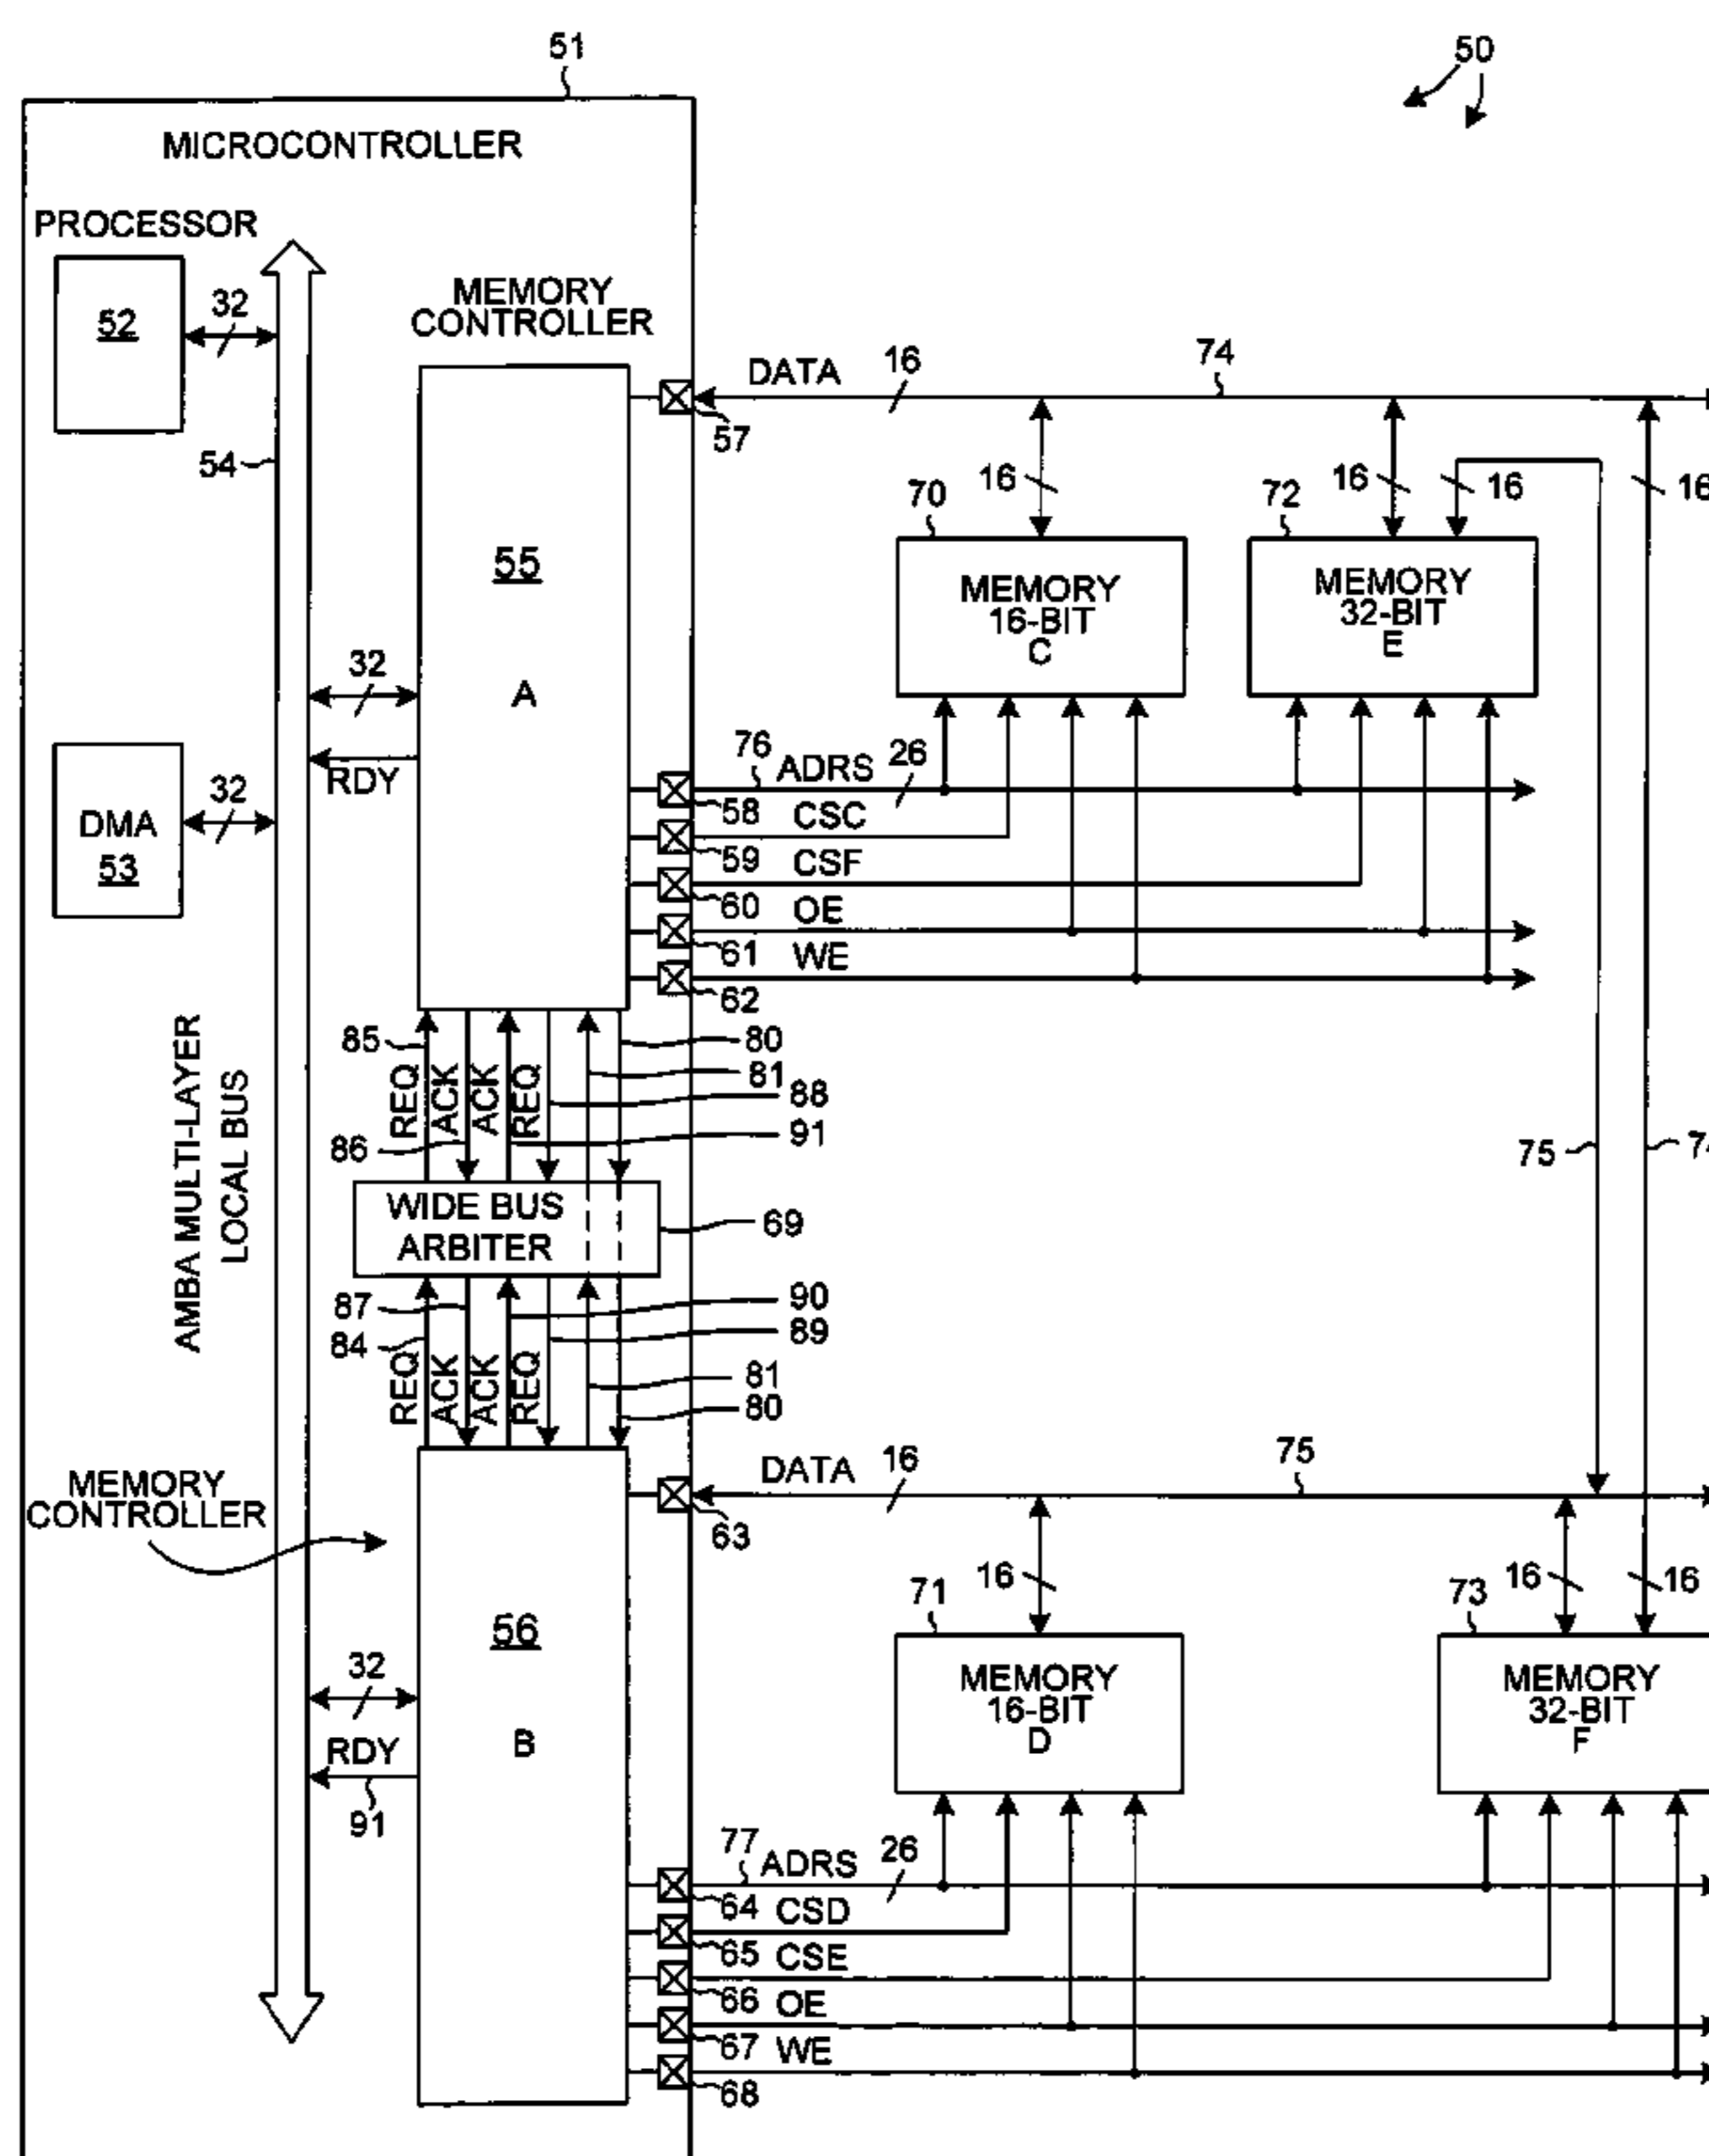 51
50
MICROCONTROLLER
PROCESSOR
52
32
MEMORY
CONTROLLER
54
DATA
16
74
57
16
70
16
16
72
16
55
MEMORY
16-BIT
C
MEMORY
32-BIT
E
32
A
RDY
DMA
53
32
76
ADRS
26
58
CSC
59
CSF
60
OE
61
WE
62
AMBA MULTI-LAYER
LOCAL BUS
85
REQ
ACK
ACK
REQ
80
81
88
91
86
75
WIDE BUS
ARBITER
69
87
84
REQ
ACK
ACK
REQ
90
89
81
80
MEMORY
CONTROLLER
DATA
16
75
63
16
71
16
16
73
56
MEMORY
16-BIT
D
MEMORY
32-BIT
F
32
B
RDY
91
77
ADRS
26
64
CSD
65
CSE
66
OE
67
WE
68